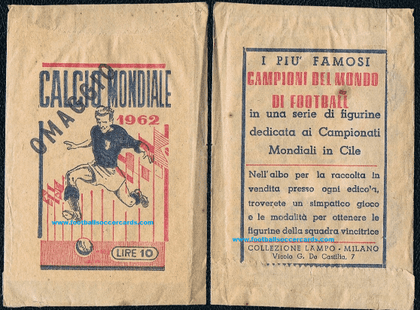 CALCIO MONDIALE
OMAGGIO
1962
LIRE 10
www.footballsoccercards.com
I PIU' FAMOSI
CAMPIONI DEL MONDO
DI FOOTBALL
in una serie di figurine
dedicata ai Campionati
Mondiali in Cile
Nell'albo per la raccolta in
vendita presso ogni edicola,
troverete un simpatico gioco
e le modalità per ottenere le
figurine della squadra vincitrice
www.footballsoccercards.com
COLLEZIONE LAMPO - MILANO
Vicolo G. De Castilia, 7